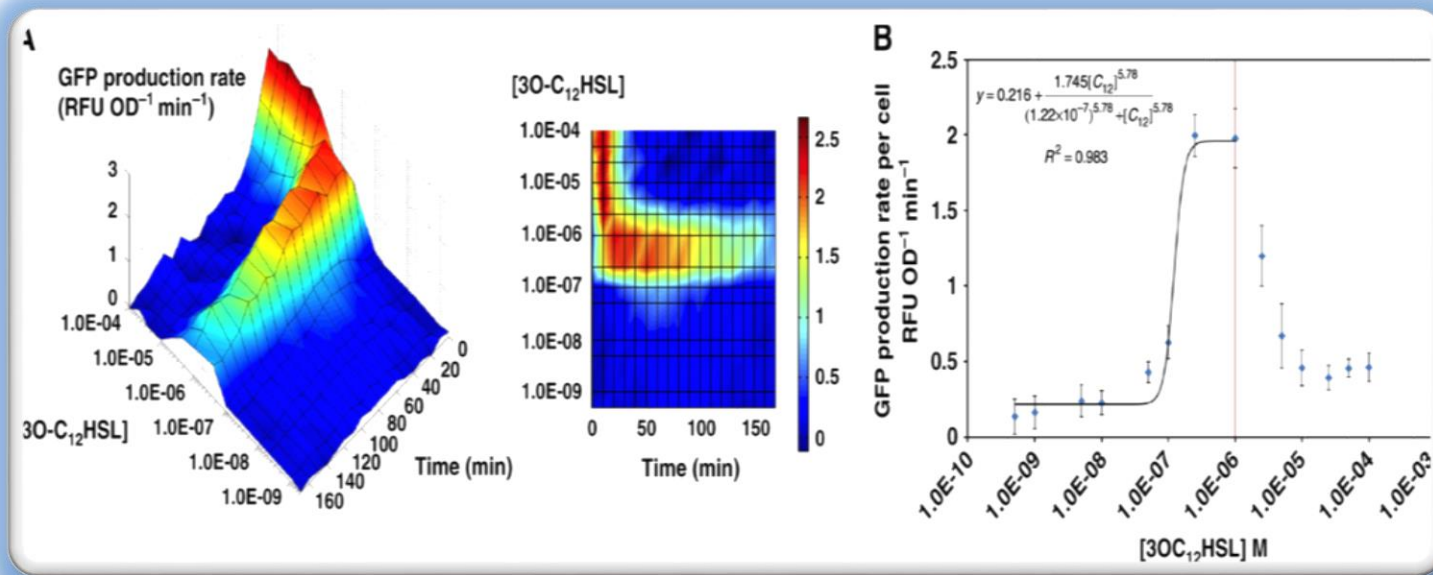 A
GFP production rate
(RFU OD⁻¹ min⁻¹)
3
2
1
0
1.0E-04
1.0E-05
1.0E-06
1.0E-07
1.0E-08
1.0E-09
3O-C₁₂HSL]
0
20
40
60
80
100
120
140
160
Time (min)
[3O-C₁₂HSL]
1.0E-04
1.0E-05
1.0E-06
1.0E-07
1.0E-08
1.0E-09
0 50 100 150
Time (min)
2.5
2
1.5
1
0.5
0
B
GFP production rate per cell
RFU OD⁻¹ min⁻¹
2.5
2
1.5
1
0.5
0
y = 0.216 + 1.745[C₁₂]^5.78 / (1.22×10⁻⁷)^5.78 + [C₁₂]^5.78
R² = 0.983
1.0E-10 1.0E-09 1.0E-08 1.0E-07 1.0E-06 1.0E-05 1.0E-04 1.0E-03
[3OC₁₂HSL] M